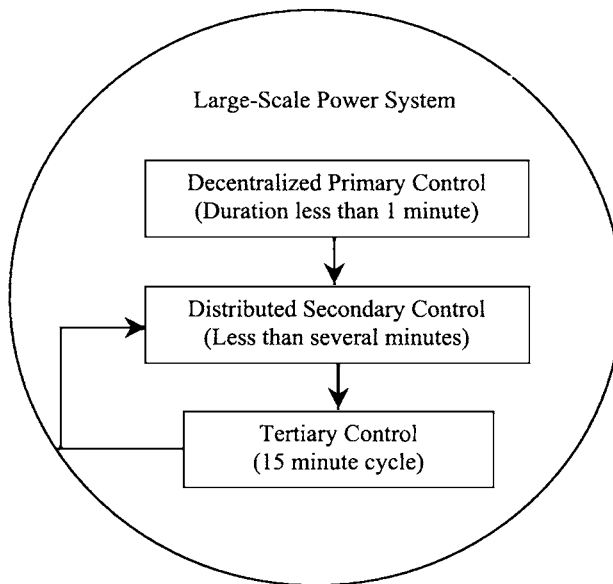 Large-Scale Power System
Decentralized Primary Control
(Duration less than 1 minute)
Distributed Secondary Control
(Less than several minutes)
Tertiary Control
(15 minute cycle)